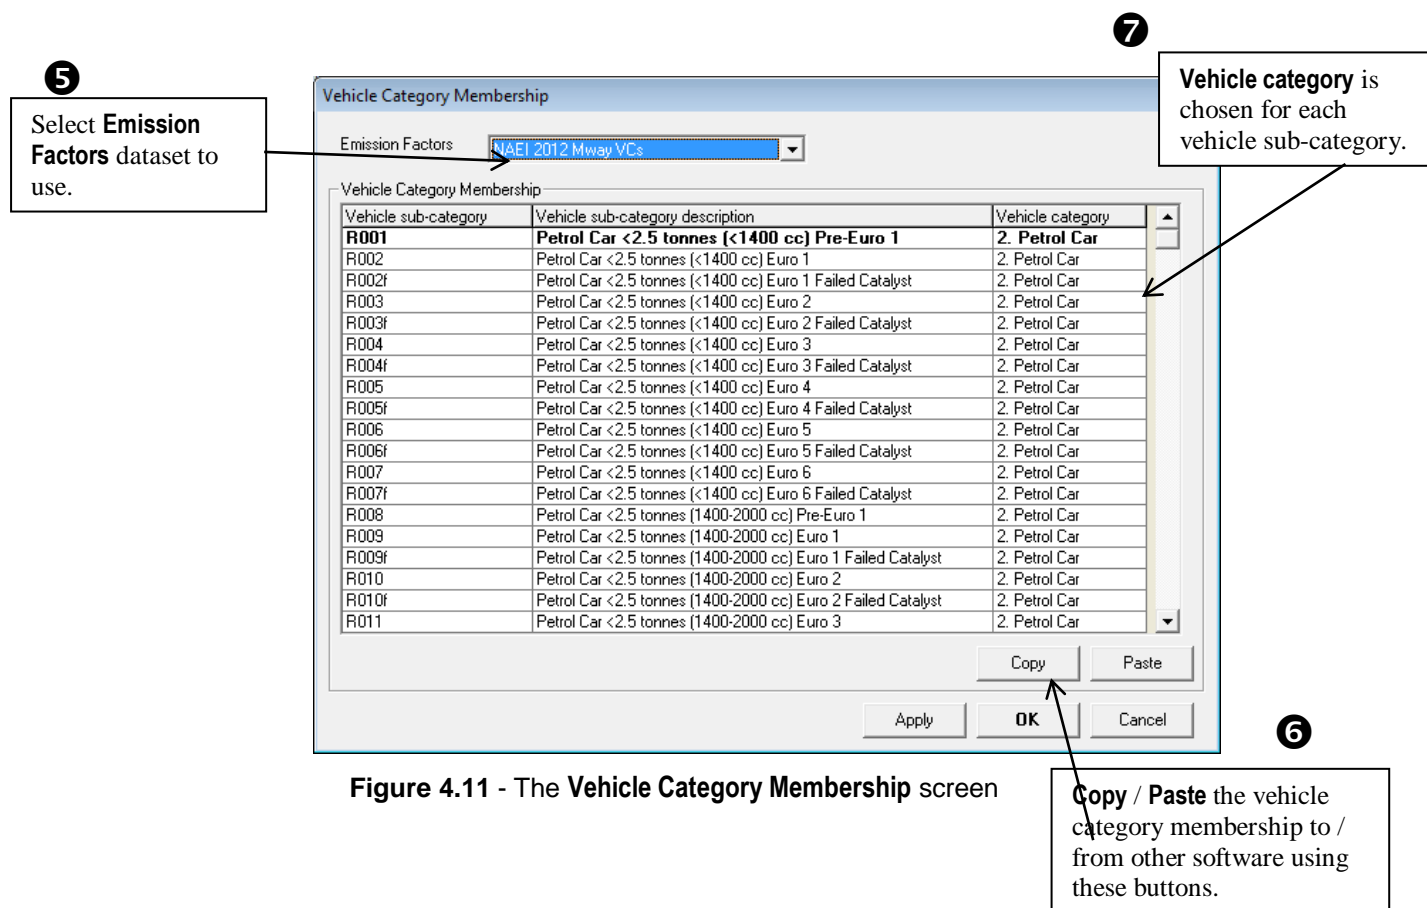 ❼
❺
Vehicle category is
chosen for each
vehicle sub-category.
Select Emission
Factors dataset to
use.
Vehicle Category Membership
Emission Factors NAEI 2012 Mway VCs
Vehicle Category Membership
Vehicle sub-category Vehicle sub-category description Vehicle category
R001 Petrol Car <2.5 tonnes (<1400 cc) Pre-Euro 1 2. Petrol Car
R002 Petrol Car <2.5 tonnes (<1400 cc) Euro 1 2. Petrol Car
R002f Petrol Car <2.5 tonnes (<1400 cc) Euro 1 Failed Catalyst 2. Petrol Car
R003 Petrol Car <2.5 tonnes (<1400 cc) Euro 2 2. Petrol Car
R003f Petrol Car <2.5 tonnes (<1400 cc) Euro 2 Failed Catalyst 2. Petrol Car
R004 Petrol Car <2.5 tonnes (<1400 cc) Euro 3 2. Petrol Car
R004f Petrol Car <2.5 tonnes (<1400 cc) Euro 3 Failed Catalyst 2. Petrol Car
R005 Petrol Car <2.5 tonnes (<1400 cc) Euro 4 2. Petrol Car
R005f Petrol Car <2.5 tonnes (<1400 cc) Euro 4 Failed Catalyst 2. Petrol Car
R006 Petrol Car <2.5 tonnes (<1400 cc) Euro 5 2. Petrol Car
R006f Petrol Car <2.5 tonnes (<1400 cc) Euro 5 Failed Catalyst 2. Petrol Car
R007 Petrol Car <2.5 tonnes (<1400 cc) Euro 6 2. Petrol Car
R007f Petrol Car <2.5 tonnes (<1400 cc) Euro 6 Failed Catalyst 2. Petrol Car
R008 Petrol Car <2.5 tonnes (1400-2000 cc) Pre-Euro 1 2. Petrol Car
R009 Petrol Car <2.5 tonnes (1400-2000 cc) Euro 1 2. Petrol Car
R009f Petrol Car <2.5 tonnes (1400-2000 cc) Euro 1 Failed Catalyst 2. Petrol Car
R010 Petrol Car <2.5 tonnes (1400-2000 cc) Euro 2 2. Petrol Car
R010f Petrol Car <2.5 tonnes (1400-2000 cc) Euro 2 Failed Catalyst 2. Petrol Car
R011 Petrol Car <2.5 tonnes (1400-2000 cc) Euro 3 2. Petrol Car
Copy Paste
Apply OK Cancel
❻
Figure 4.11 - The Vehicle Category Membership screen
Copy / Paste the vehicle
category membership to /
from other software using
these buttons.